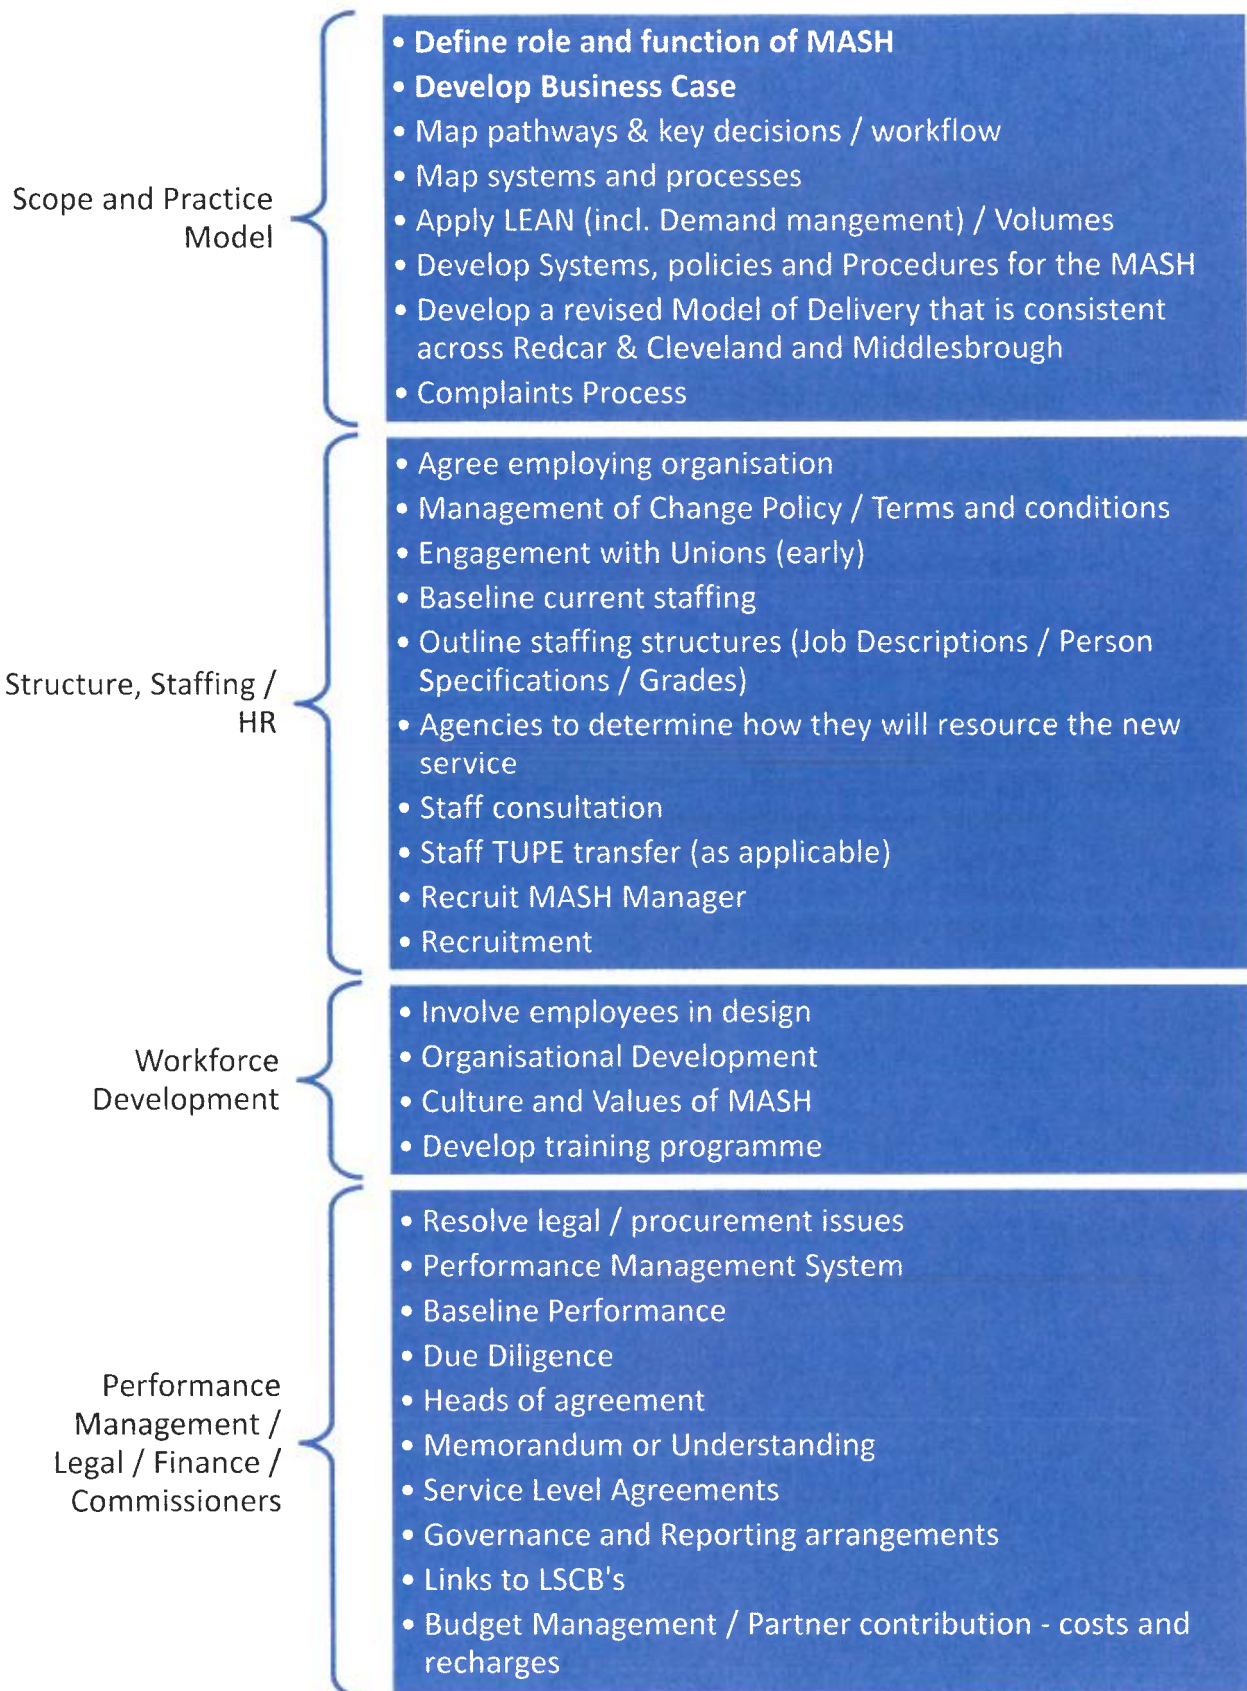 Scope and Practice
Model
• Define role and function of MASH
• Develop Business Case
• Map pathways & key decisions / workflow
• Map systems and processes
• Apply LEAN (incl. Demand mangement) / Volumes
• Develop Systems, policies and Procedures for the MASH
• Develop a revised Model of Delivery that is consistent
across Redcar & Cleveland and Middlesbrough
• Complaints Process
Structure, Staffing /
HR
• Agree employing organisation
• Management of Change Policy / Terms and conditions
• Engagement with Unions (early)
• Baseline current staffing
• Outline staffing structures (Job Descriptions / Person
Specifications / Grades)
• Agencies to determine how they will resource the new
service
• Staff consultation
• Staff TUPE transfer (as applicable)
• Recruit MASH Manager
• Recruitment
Workforce
Development
• Involve employees in design
• Organisational Development
• Culture and Values of MASH
• Develop training programme
Performance
Management /
Legal / Finance /
Commissioners
• Resolve legal / procurement issues
• Performance Management System
• Baseline Performance
• Due Diligence
• Heads of agreement
• Memorandum or Understanding
• Service Level Agreements
• Governance and Reporting arrangements
• Links to LSCB's
• Budget Management / Partner contribution - costs and
recharges